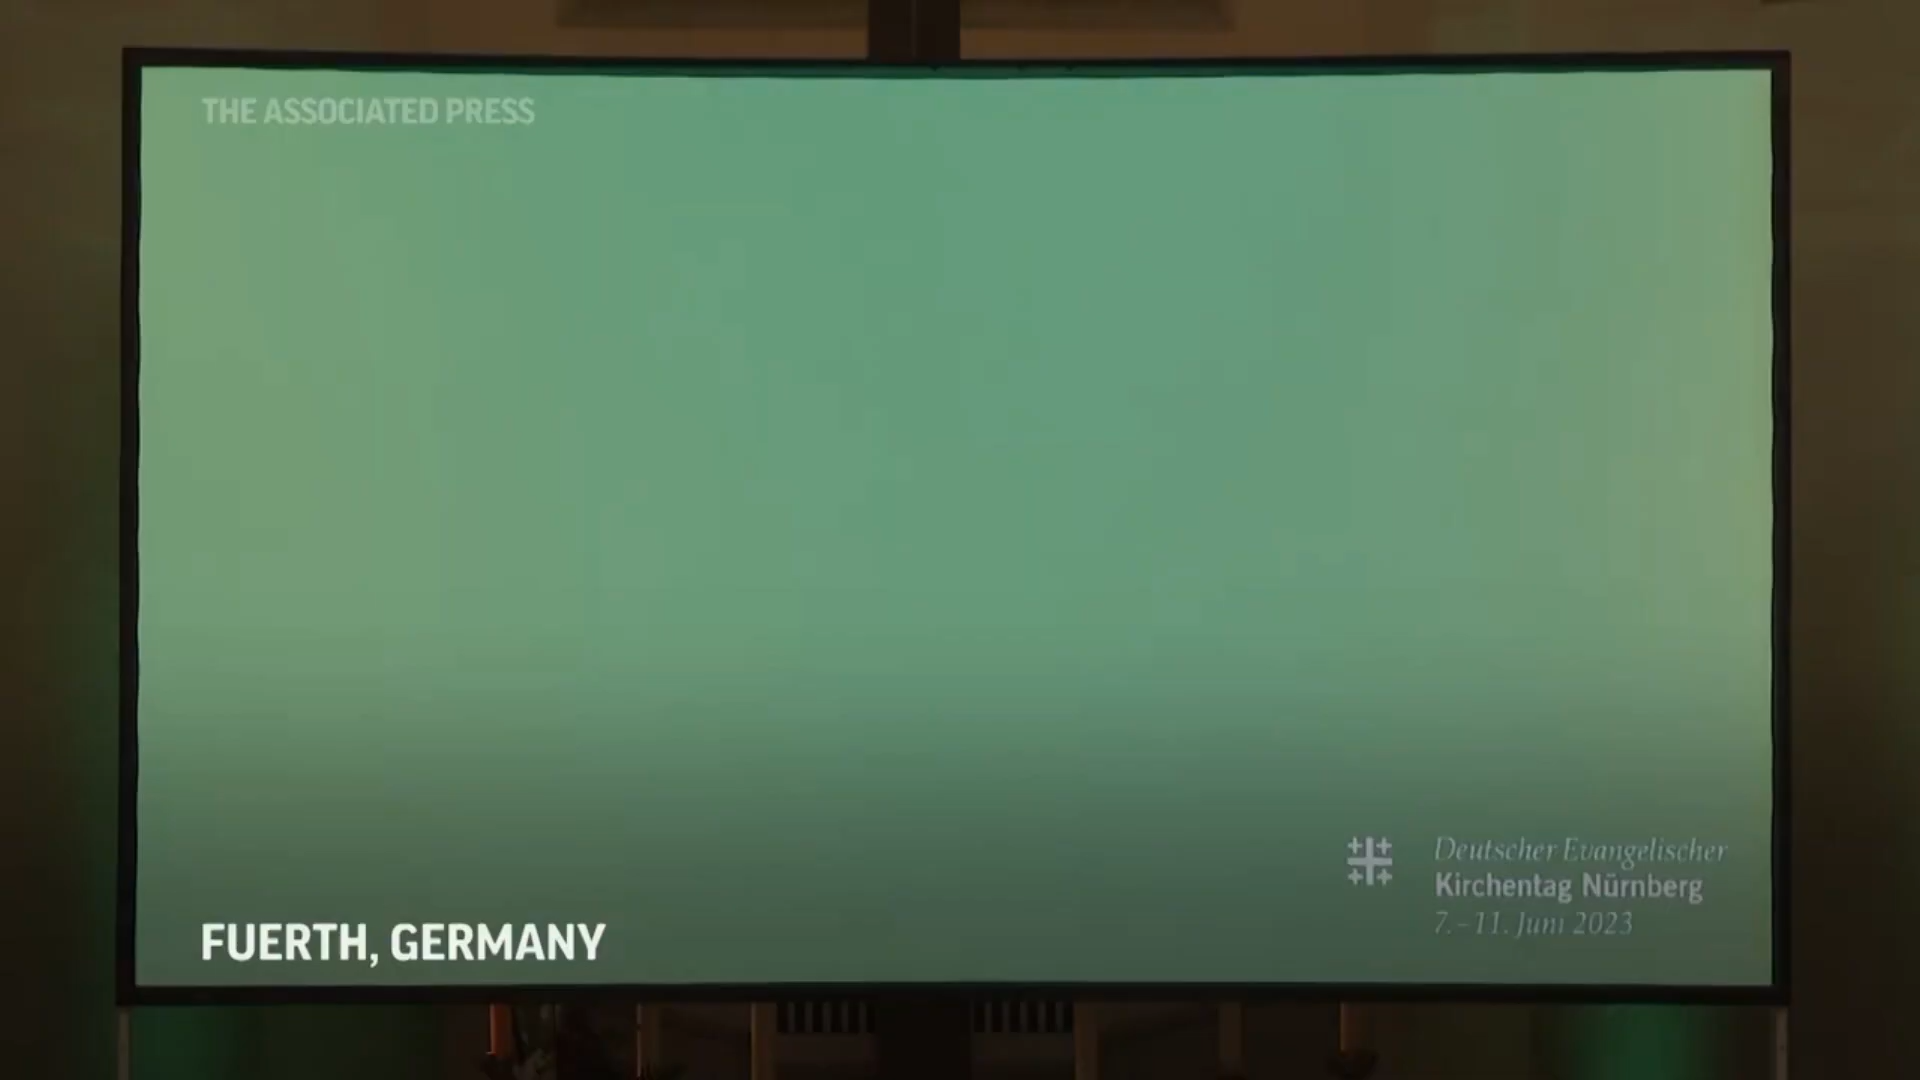 THE ASSOCIATED PRESS
Deutscher Evangelischer
Kirchentag Nürnberg
7.–11. Juni 2023
FUERTH, GERMANY